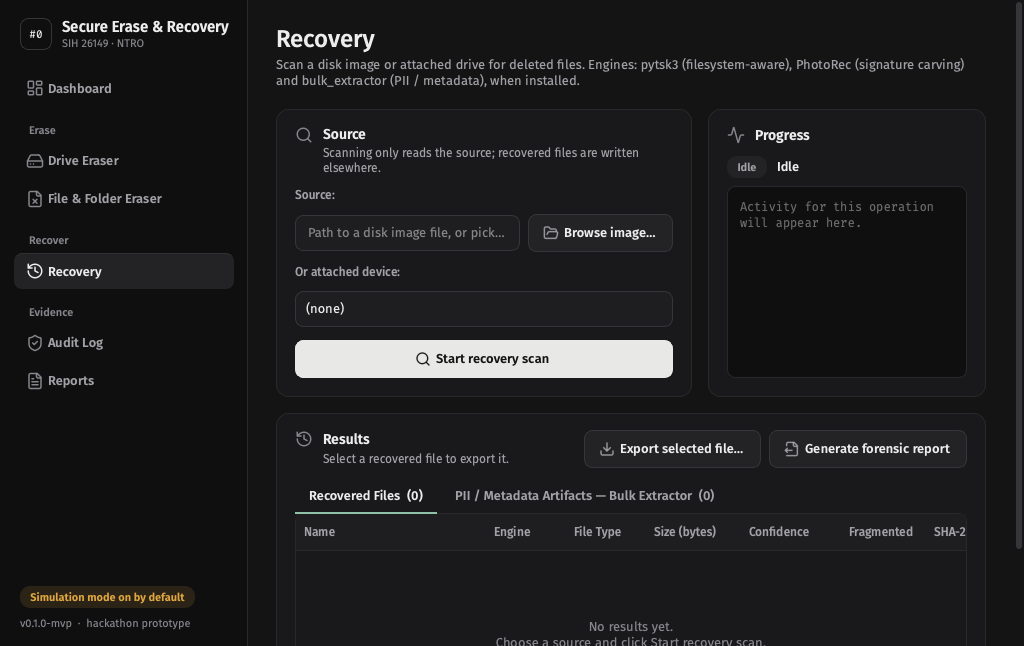 #0
Secure Erase & Recovery
SIH 26149 · NTRO
Dashboard
Erase
Drive Eraser
File & Folder Eraser
Recover
Recovery
Evidence
Audit Log
Reports
Simulation mode on by default
v0.1.0-mvp · hackathon prototype
Recovery
Scan a disk image or attached drive for deleted files. Engines: pytsk3 (filesystem-aware), PhotoRec (signature carving)
and bulk_extractor (PII / metadata), when installed.
Source
Scanning only reads the source; recovered files are written
elsewhere.
Source:
Path to a disk image file, or pick...
Browse image...
Or attached device:
(none)
Start recovery scan
Progress
Idle Idle
Activity for this operation
will appear here.
Results
Select a recovered file to export it.
Export selected file...
Generate forensic report
Recovered Files (0) PII / Metadata Artifacts — Bulk Extractor (0)
Name Engine File Type Size (bytes) Confidence Fragmented SHA-2
No results yet.
Choose a source and click Start recovery scan.